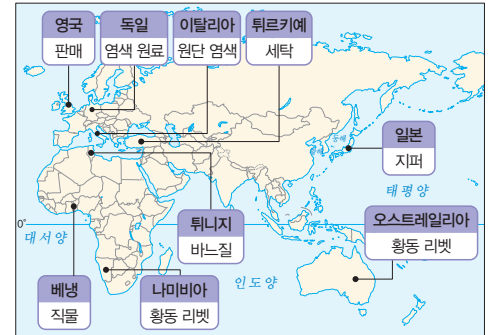 영국
판매
독일
염색 원료
이탈리아
원단 염색
튀르키예
세탁
일본
지퍼
태평양
튀니지
바느질
오스트레일리아
황동 리벳
0°
대서양
베냉
직물
나미비아
황동 리벳
인도양